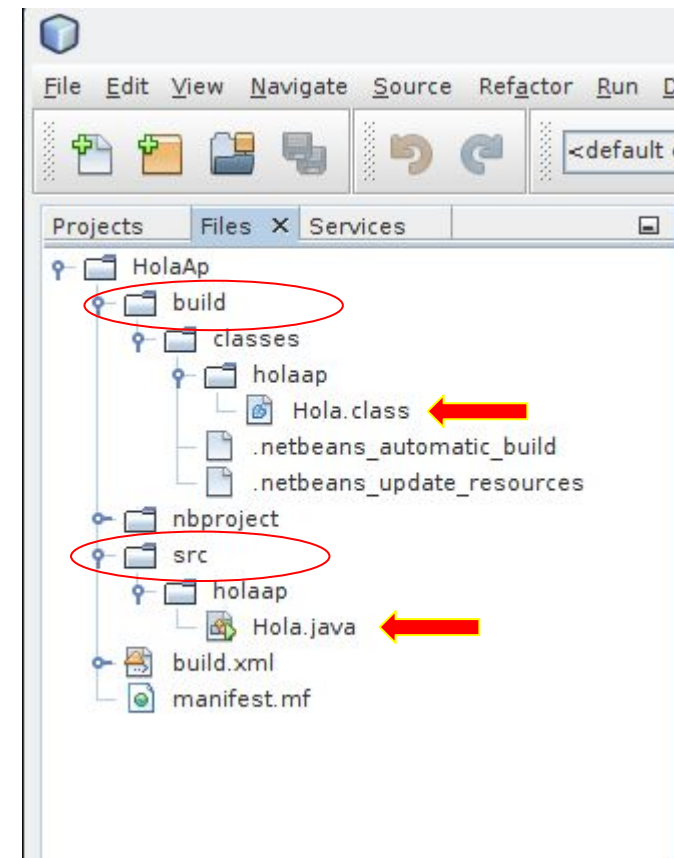 File Edit View Navigate Source Refactor Run D
<default
Projects Files Services
HolaAp
build
classes
holaap
Hola.class
.netbeans_automatic_build
.netbeans_update_resources
nbproject
src
holaap
Hola.java
build.xml
manifest.mf